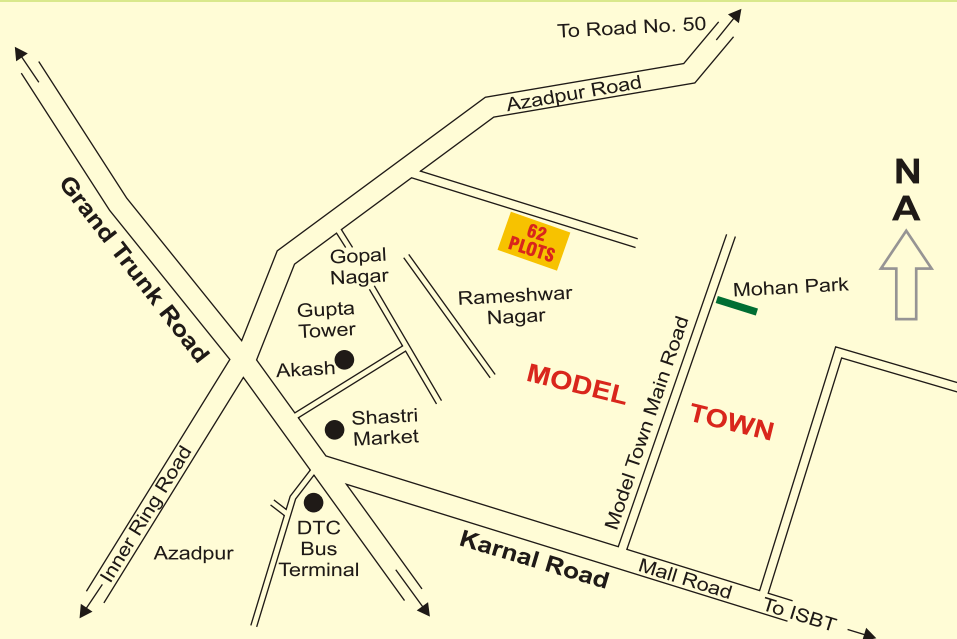 To Road No. 50
Azadpur Road
N
A
Grand Trunk Road
62
PLOTS
Gopal
Nagar
Mohan Park
Rameshwar
Nagar
Gupta
Tower
Akash
MODEL
Model Town Main Road
TOWN
Shastri
Market
Inner Ring Road
DTC
Bus
Terminal
Azadpur
Karnal Road
Mall Road
To ISBT